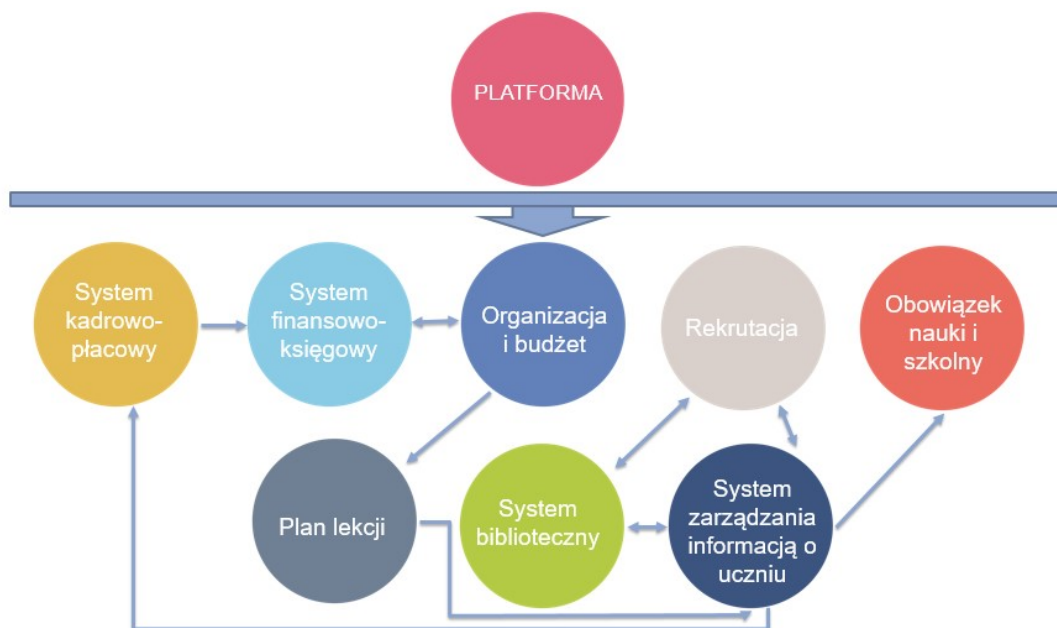 PLATFORMA
System
kadrowo-
płacowy
System
finansowo-
księgowy
Organizacja
i budżet
Rekrutacja
Obowiązek
nauki i
szkolny
Plan lekcji
System
biblioteczny
System
zarządzania
informacją o
uczniu